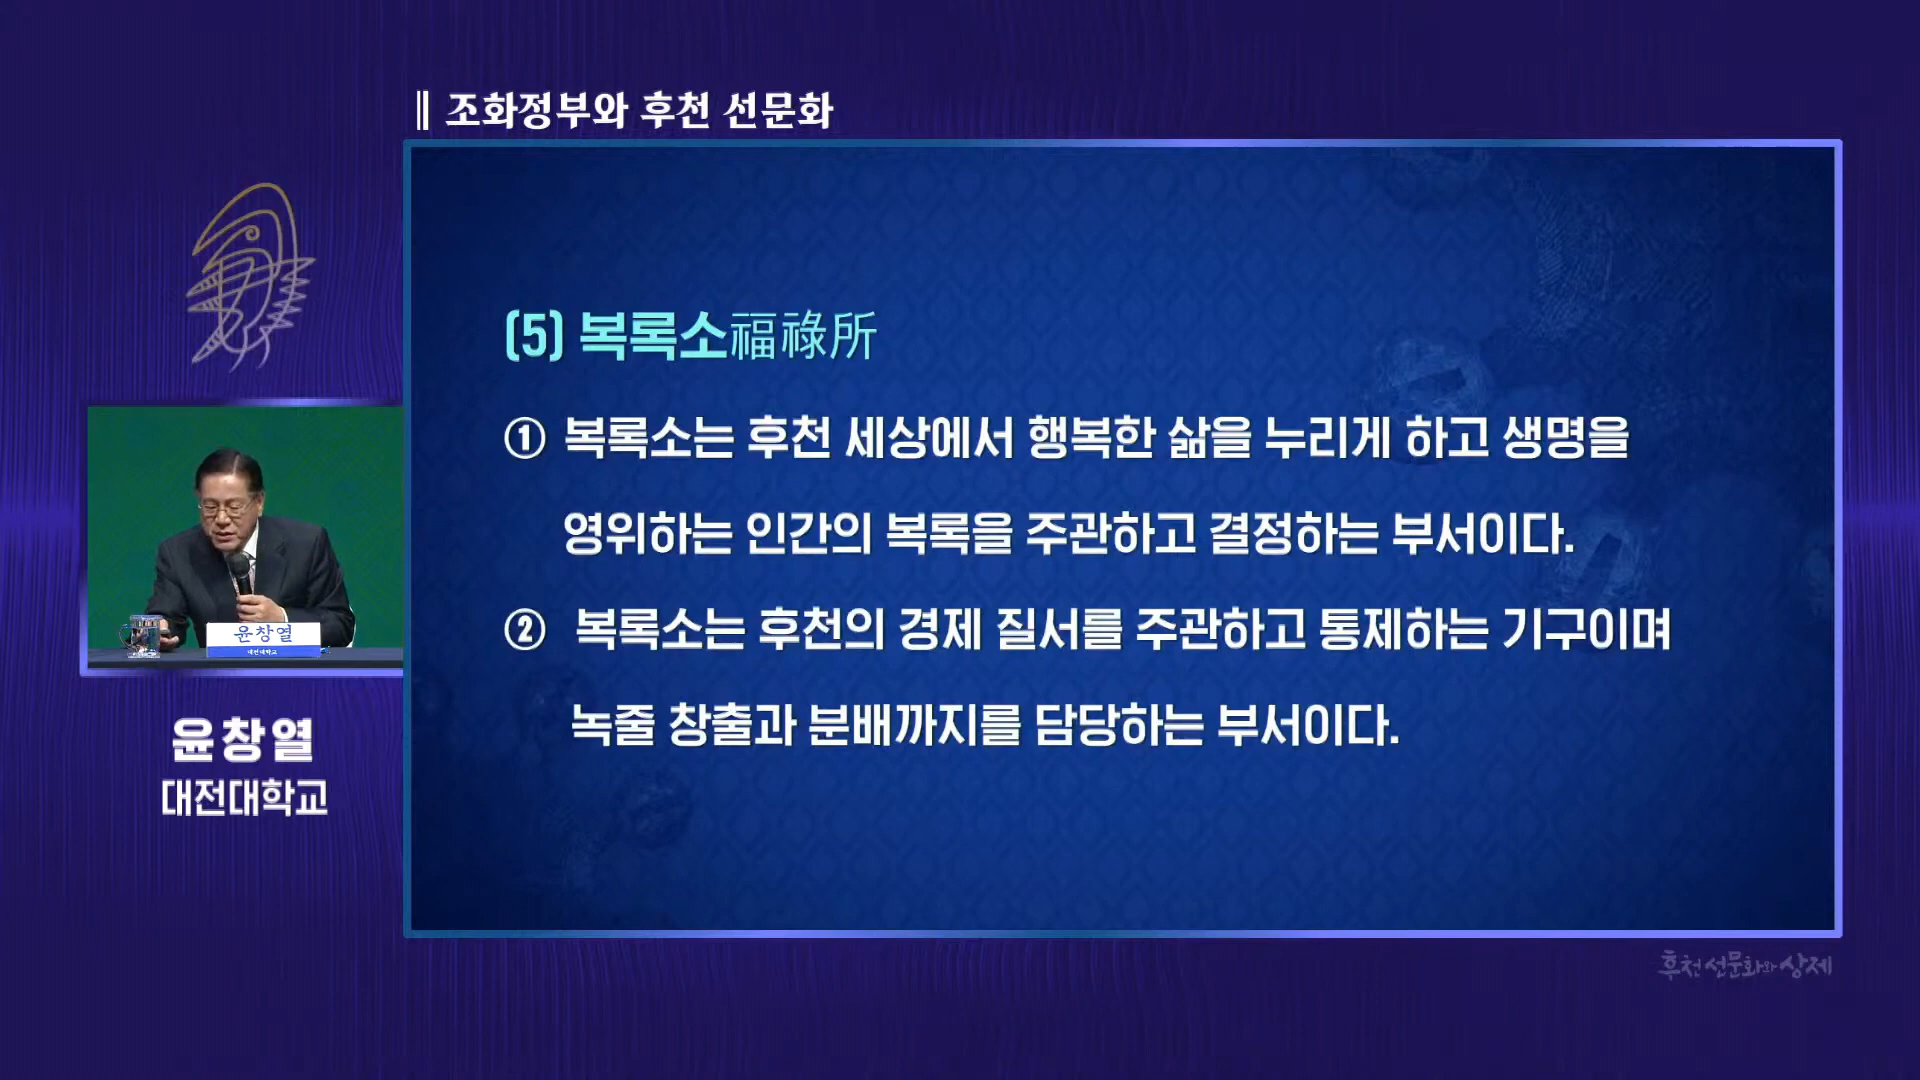 조화정부와 후천 선문화
(5) 복록소福祿所
① 복록소는 후천 세상에서 행복한 삶을 누리게 하고 생명을
영위하는 인간의 복록을 주관하고 결정하는 부서이다.
② 복록소는 후천의 경제 질서를 주관하고 통제하는 기구이며
녹줄 창출과 분배까지를 담당하는 부서이다.
윤창열
대전대학교
윤창열
대전대학교
후천선문화와상제